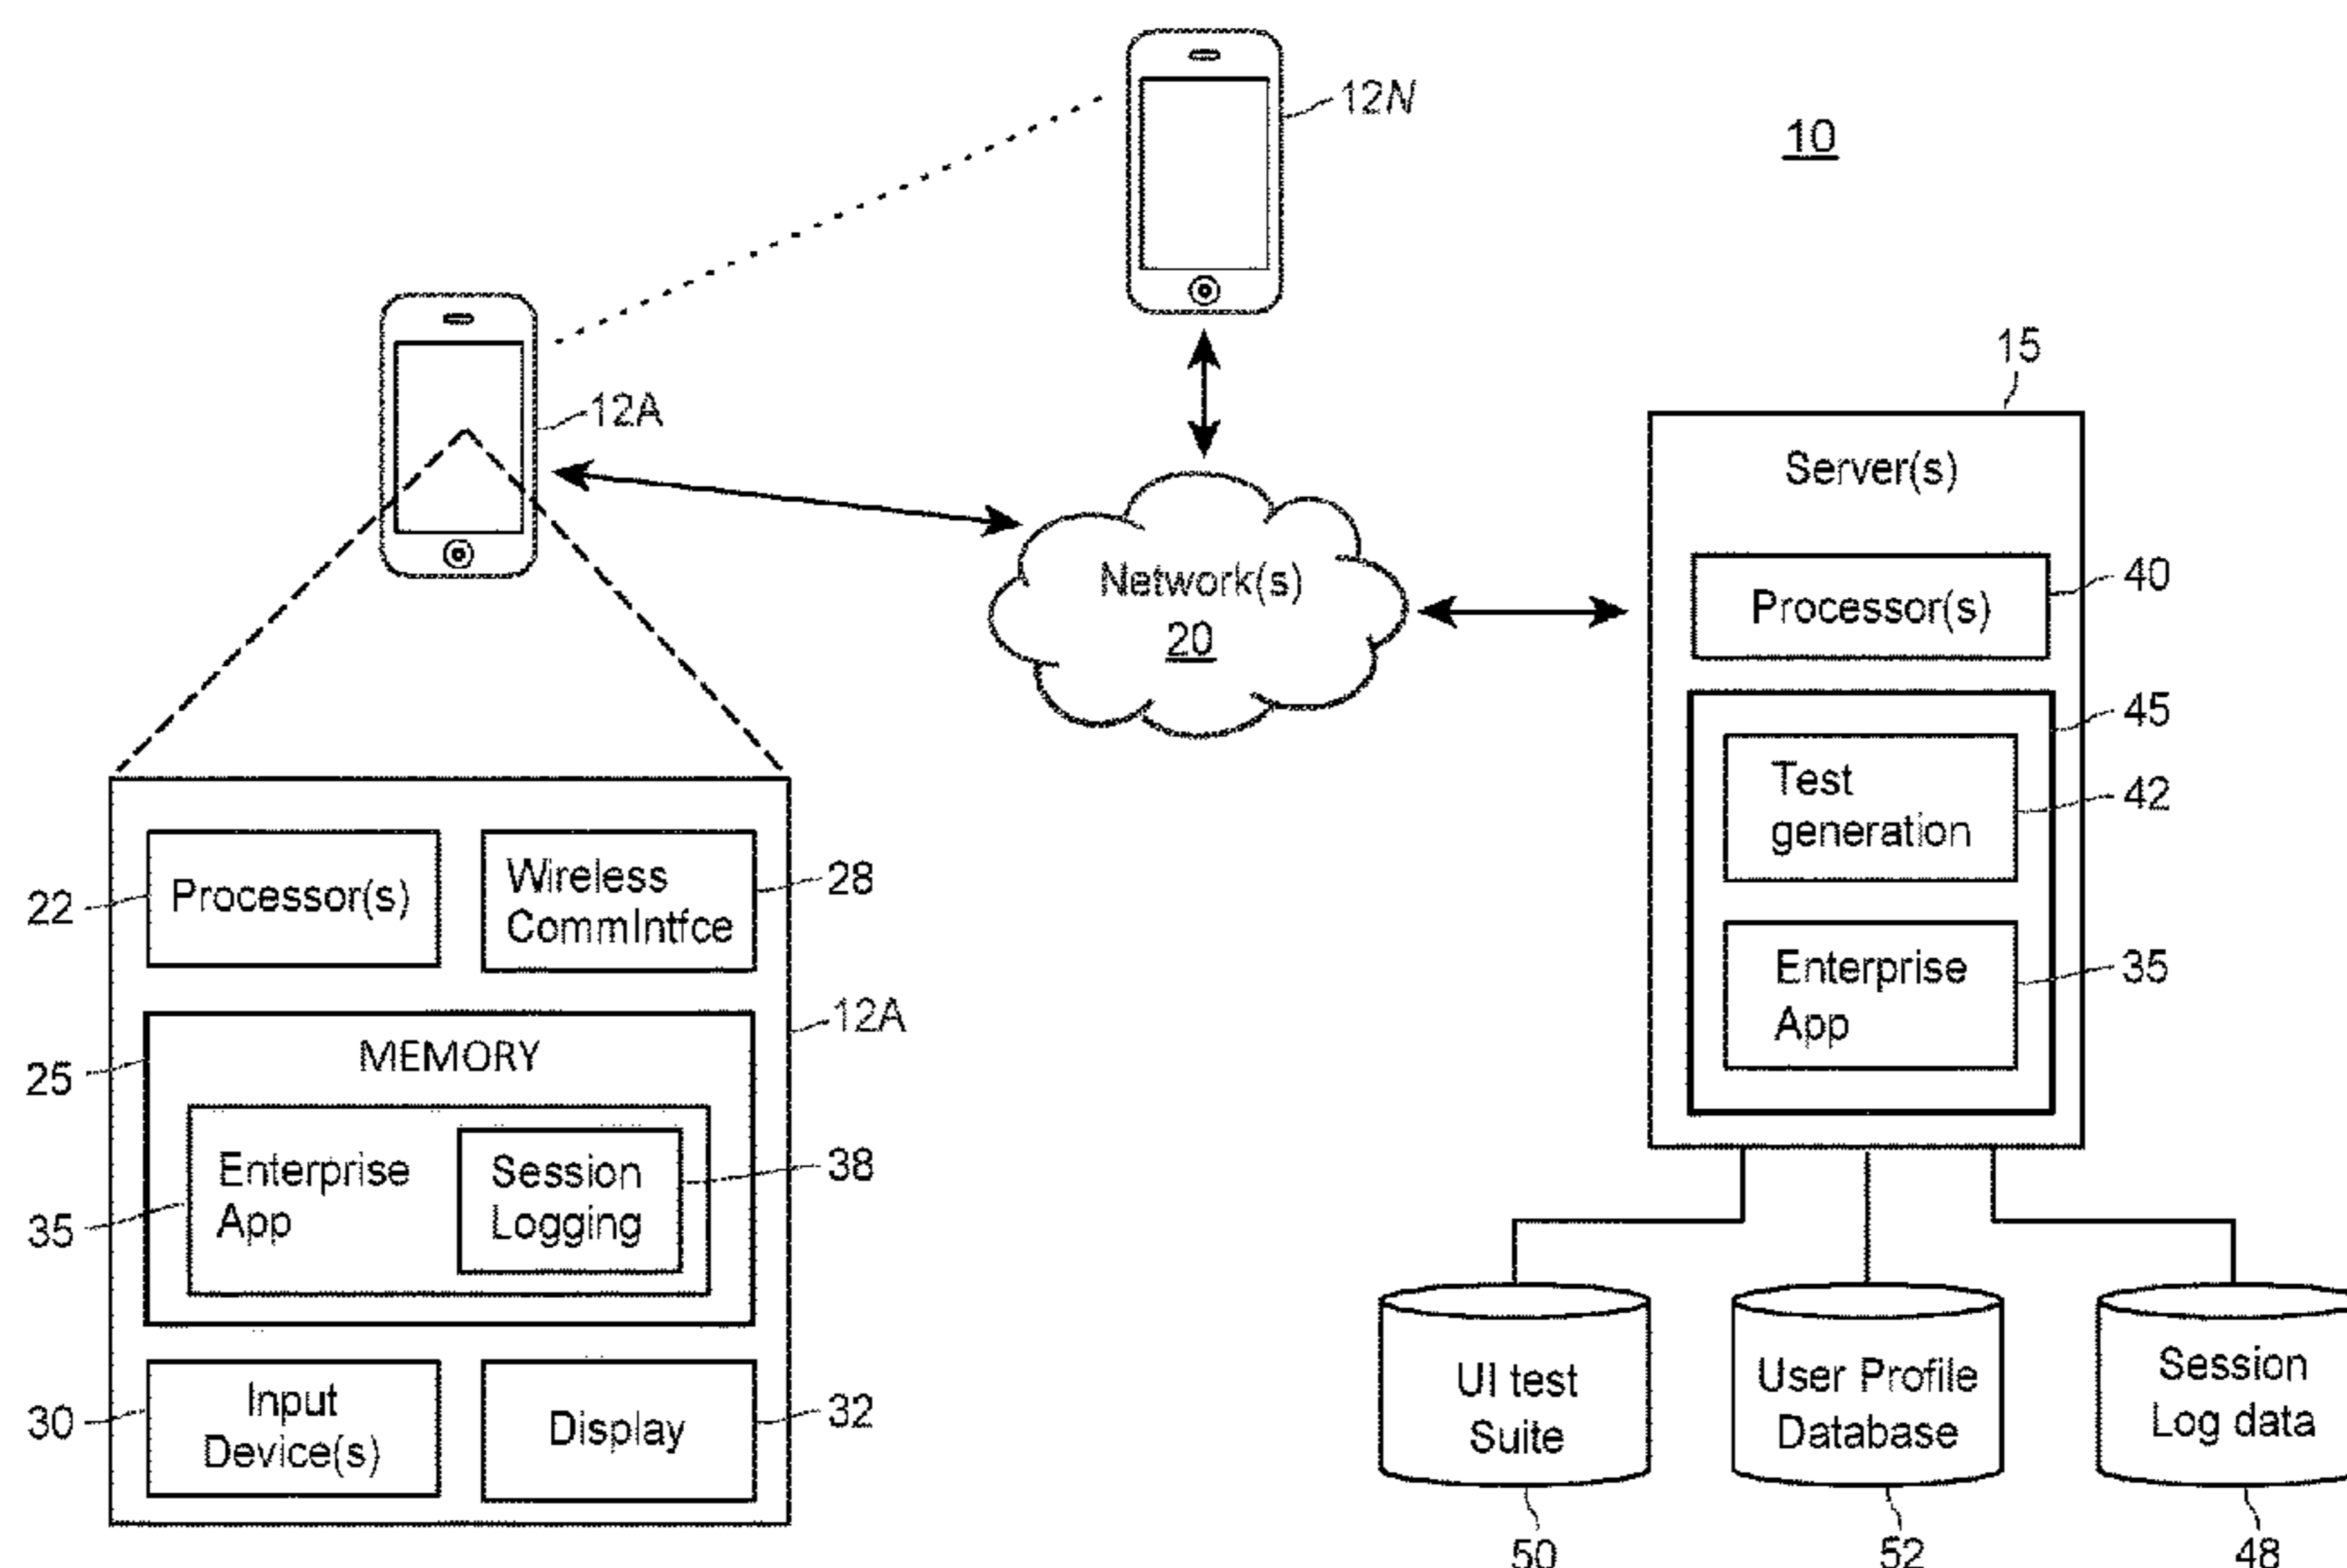 12N
10
15
12A
Server(s)
Network(s)
20
Processor(s)
40
45
Test
generation
42
Enterprise
App
35
Processor(s)
22
Wireless
CommIntfce
28
12A
MEMORY
25
Enterprise
App
35
Session
Logging
38
Input
Device(s)
30
Display
32
UI test
Suite
50
User Profile
Database
52
Session
Log data
48